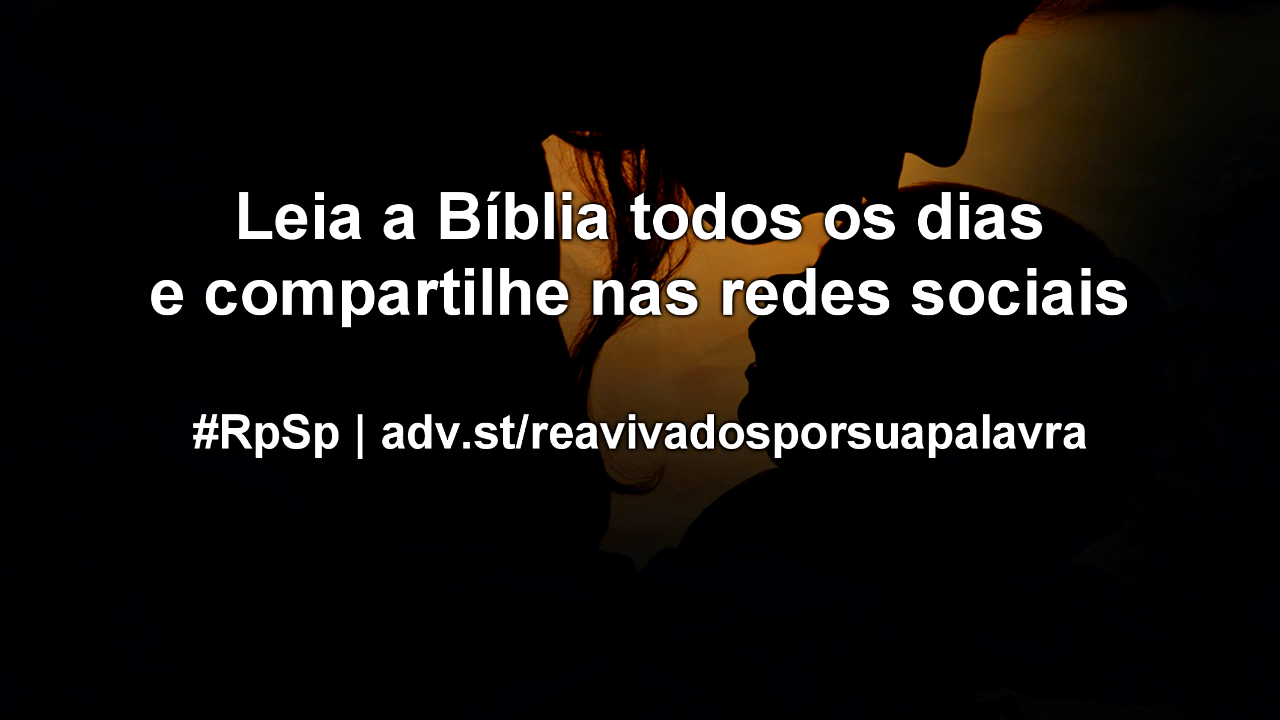 Leia a Bíblia todos os dias
e compartilhe nas redes sociais
#RpSp | adv.st/reavivadosporsuapalavra